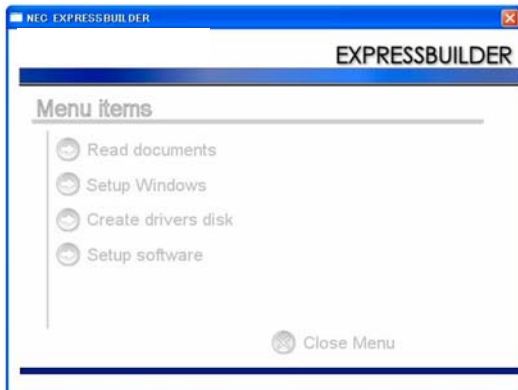 NEC EXPRESSBUILDER
EXPRESSBUILDER
Menu items
Read documents
Setup Windows
Create drivers disk
Setup software
Close Menu